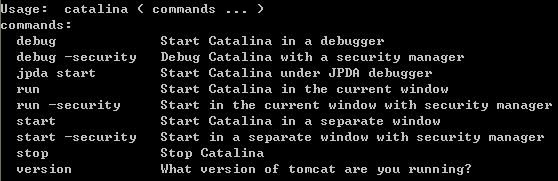 Usage:  catalina ( commands ... )
commands:
  debug             Start Catalina in a debugger
  debug -security   Debug Catalina with a security manager
  jpda start        Start Catalina under JPDA debugger
  run               Start Catalina in the current window
  run -security     Start in the current window with security manager
  start             Start Catalina in a separate window
  start -security   Start in a separate window with security manager
  stop              Stop Catalina
  version           What version of tomcat are you running?